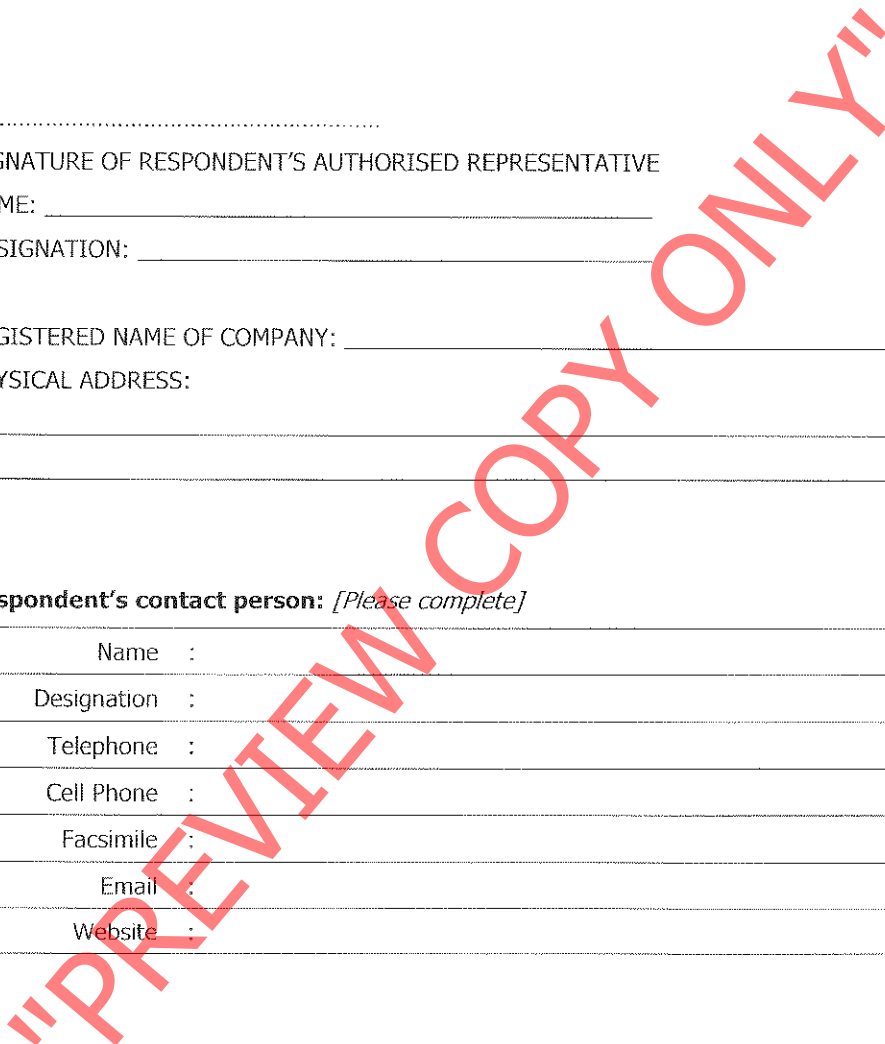 GNATURE OF RESPONDENT'S AUTHORISED REPRESENTATIVE
ME:
SIGNATION:
GISTERED NAME OF COMPANY:
YSICAL ADDRESS:
spondent's contact person: [Please complete]
Name :
Designation :
Telephone :
Cell Phone :
Facsimile :
Email :
Website :
"PREVIEW COPY ONLY"